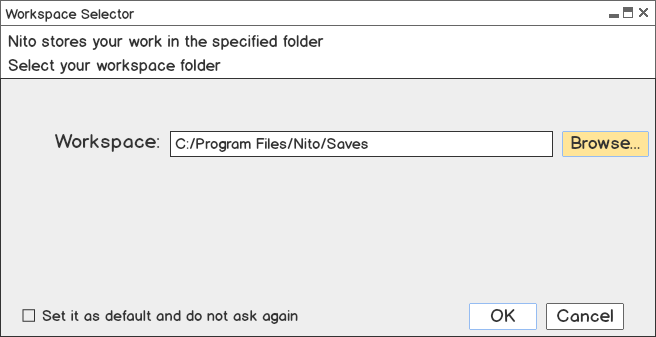 Workspace Selector
Nito stores your work in the specified folder
Select your workspace folder
Workspace: C:/Program Files/Nito/Saves Browse...
Set it as default and do not ask again OK Cancel